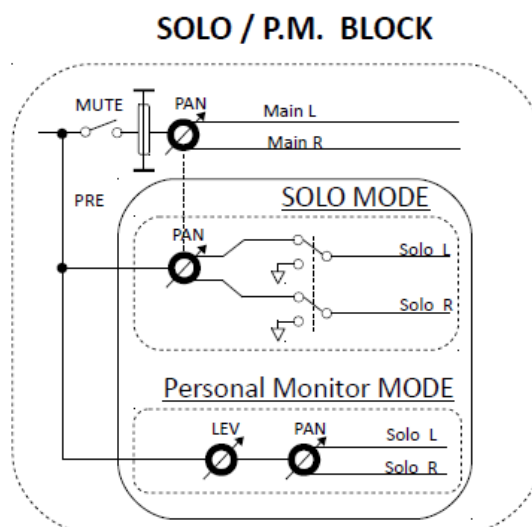 SOLO / P.M. BLOCK
MUTE
PAN
Main L
Main R
PRE
SOLO MODE
PAN
Solo L
Solo R
Personal Monitor MODE
LEV
PAN
Solo L
Solo R